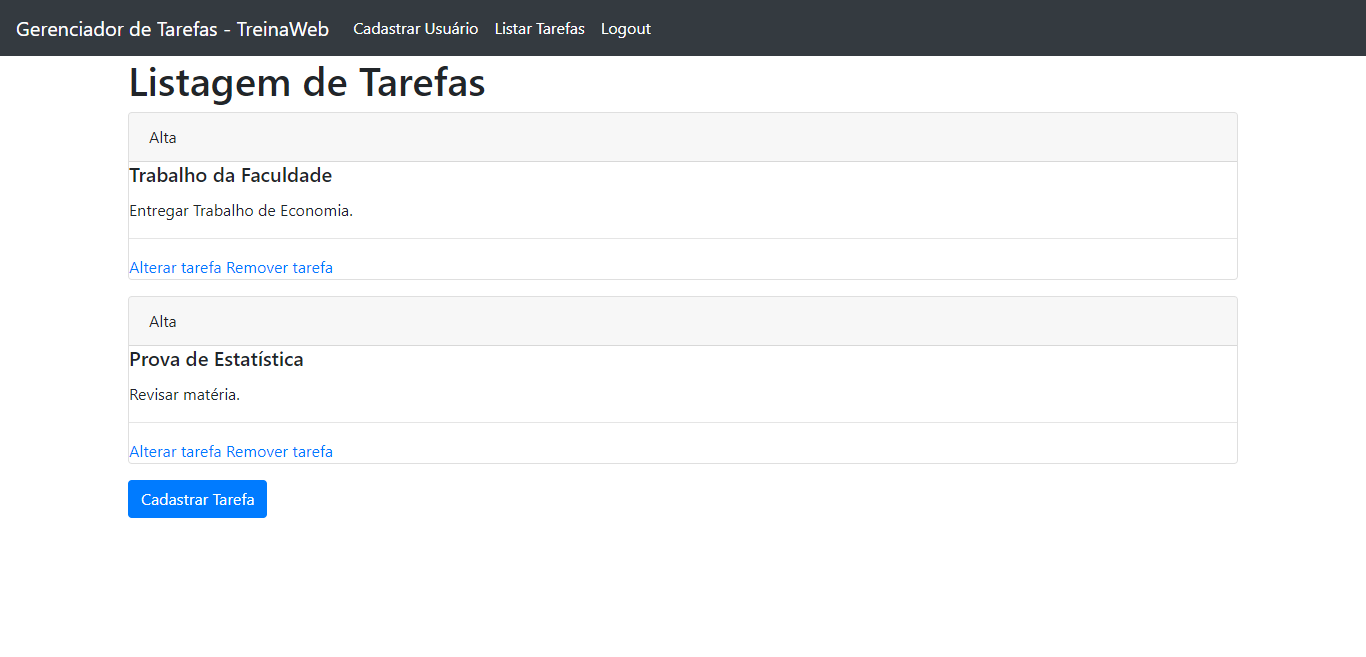 Gerenciador de Tarefas - TreinaWeb Cadastrar Usuário Listar Tarefas Logout
Listagem de Tarefas
Alta
Trabalho da Faculdade
Entregar Trabalho de Economia.
Alterar tarefa Remover tarefa
Alta
Prova de Estatística
Revisar matéria.
Alterar tarefa Remover tarefa
Cadastrar Tarefa